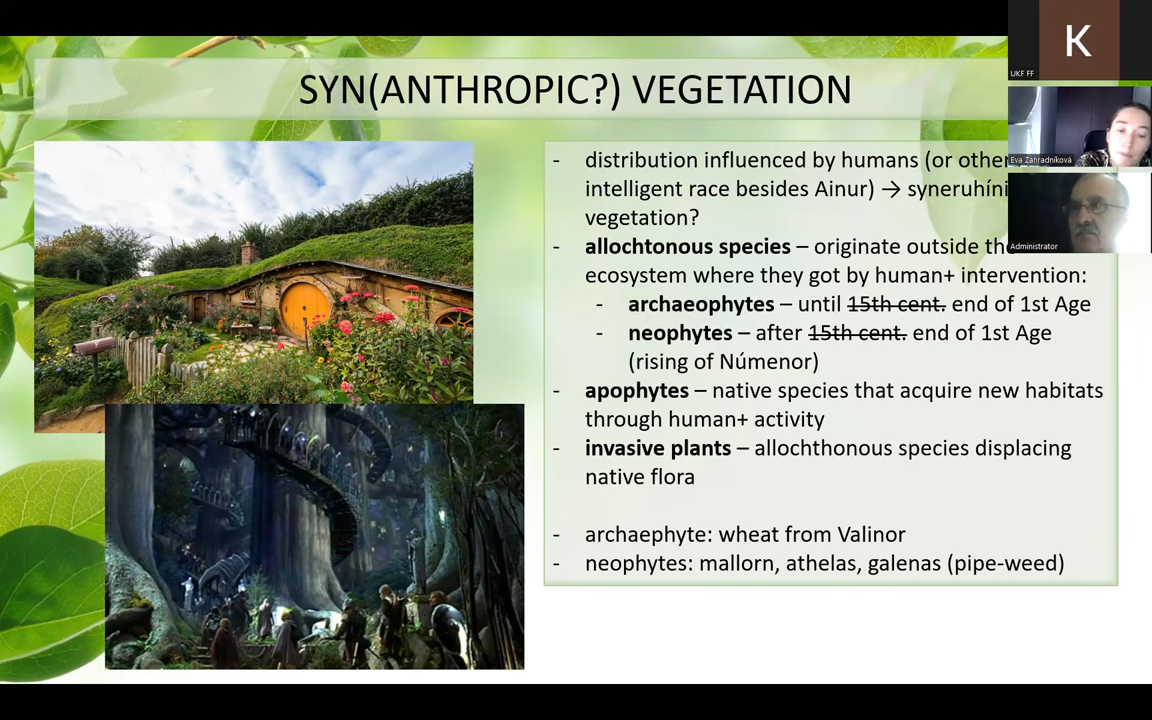 SYN(ANTHROPIC?) VEGETATION
K
UKF FF
Eva Zahradníková
Administrator
- distribution influenced by humans (or other
intelligent race besides Ainur) → syneruhíni
vegetation?
- allochtonous species – originate outside the
ecosystem where they got by human+ intervention:
- archaeophytes – until 15th cent. end of 1st Age
- neophytes – after 15th cent. end of 1st Age
(rising of Númenor)
- apophytes – native species that acquire new habitats
through human+ activity
- invasive plants – allochthonous species displacing
native flora
- archaephyte: wheat from Valinor
- neophytes: mallorn, athelas, galenas (pipe-weed)